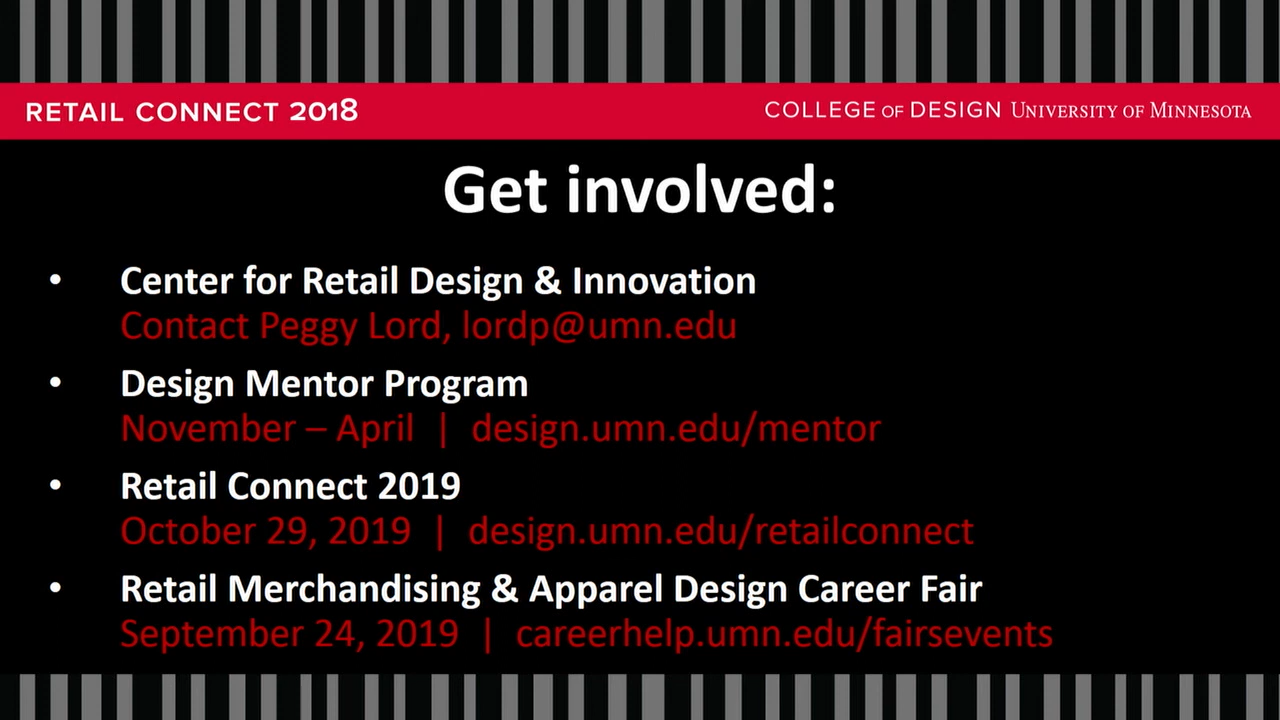 RETAIL CONNECT 2018
COLLEGE OF DESIGN UNIVERSITY OF MINNESOTA
Get involved:
• Center for Retail Design & Innovation
Contact Peggy Lord, lordp@umn.edu
• Design Mentor Program
November – April | design.umn.edu/mentor
• Retail Connect 2019
October 29, 2019 | design.umn.edu/retailconnect
• Retail Merchandising & Apparel Design Career Fair
September 24, 2019 | careerhelp.umn.edu/fairsevents